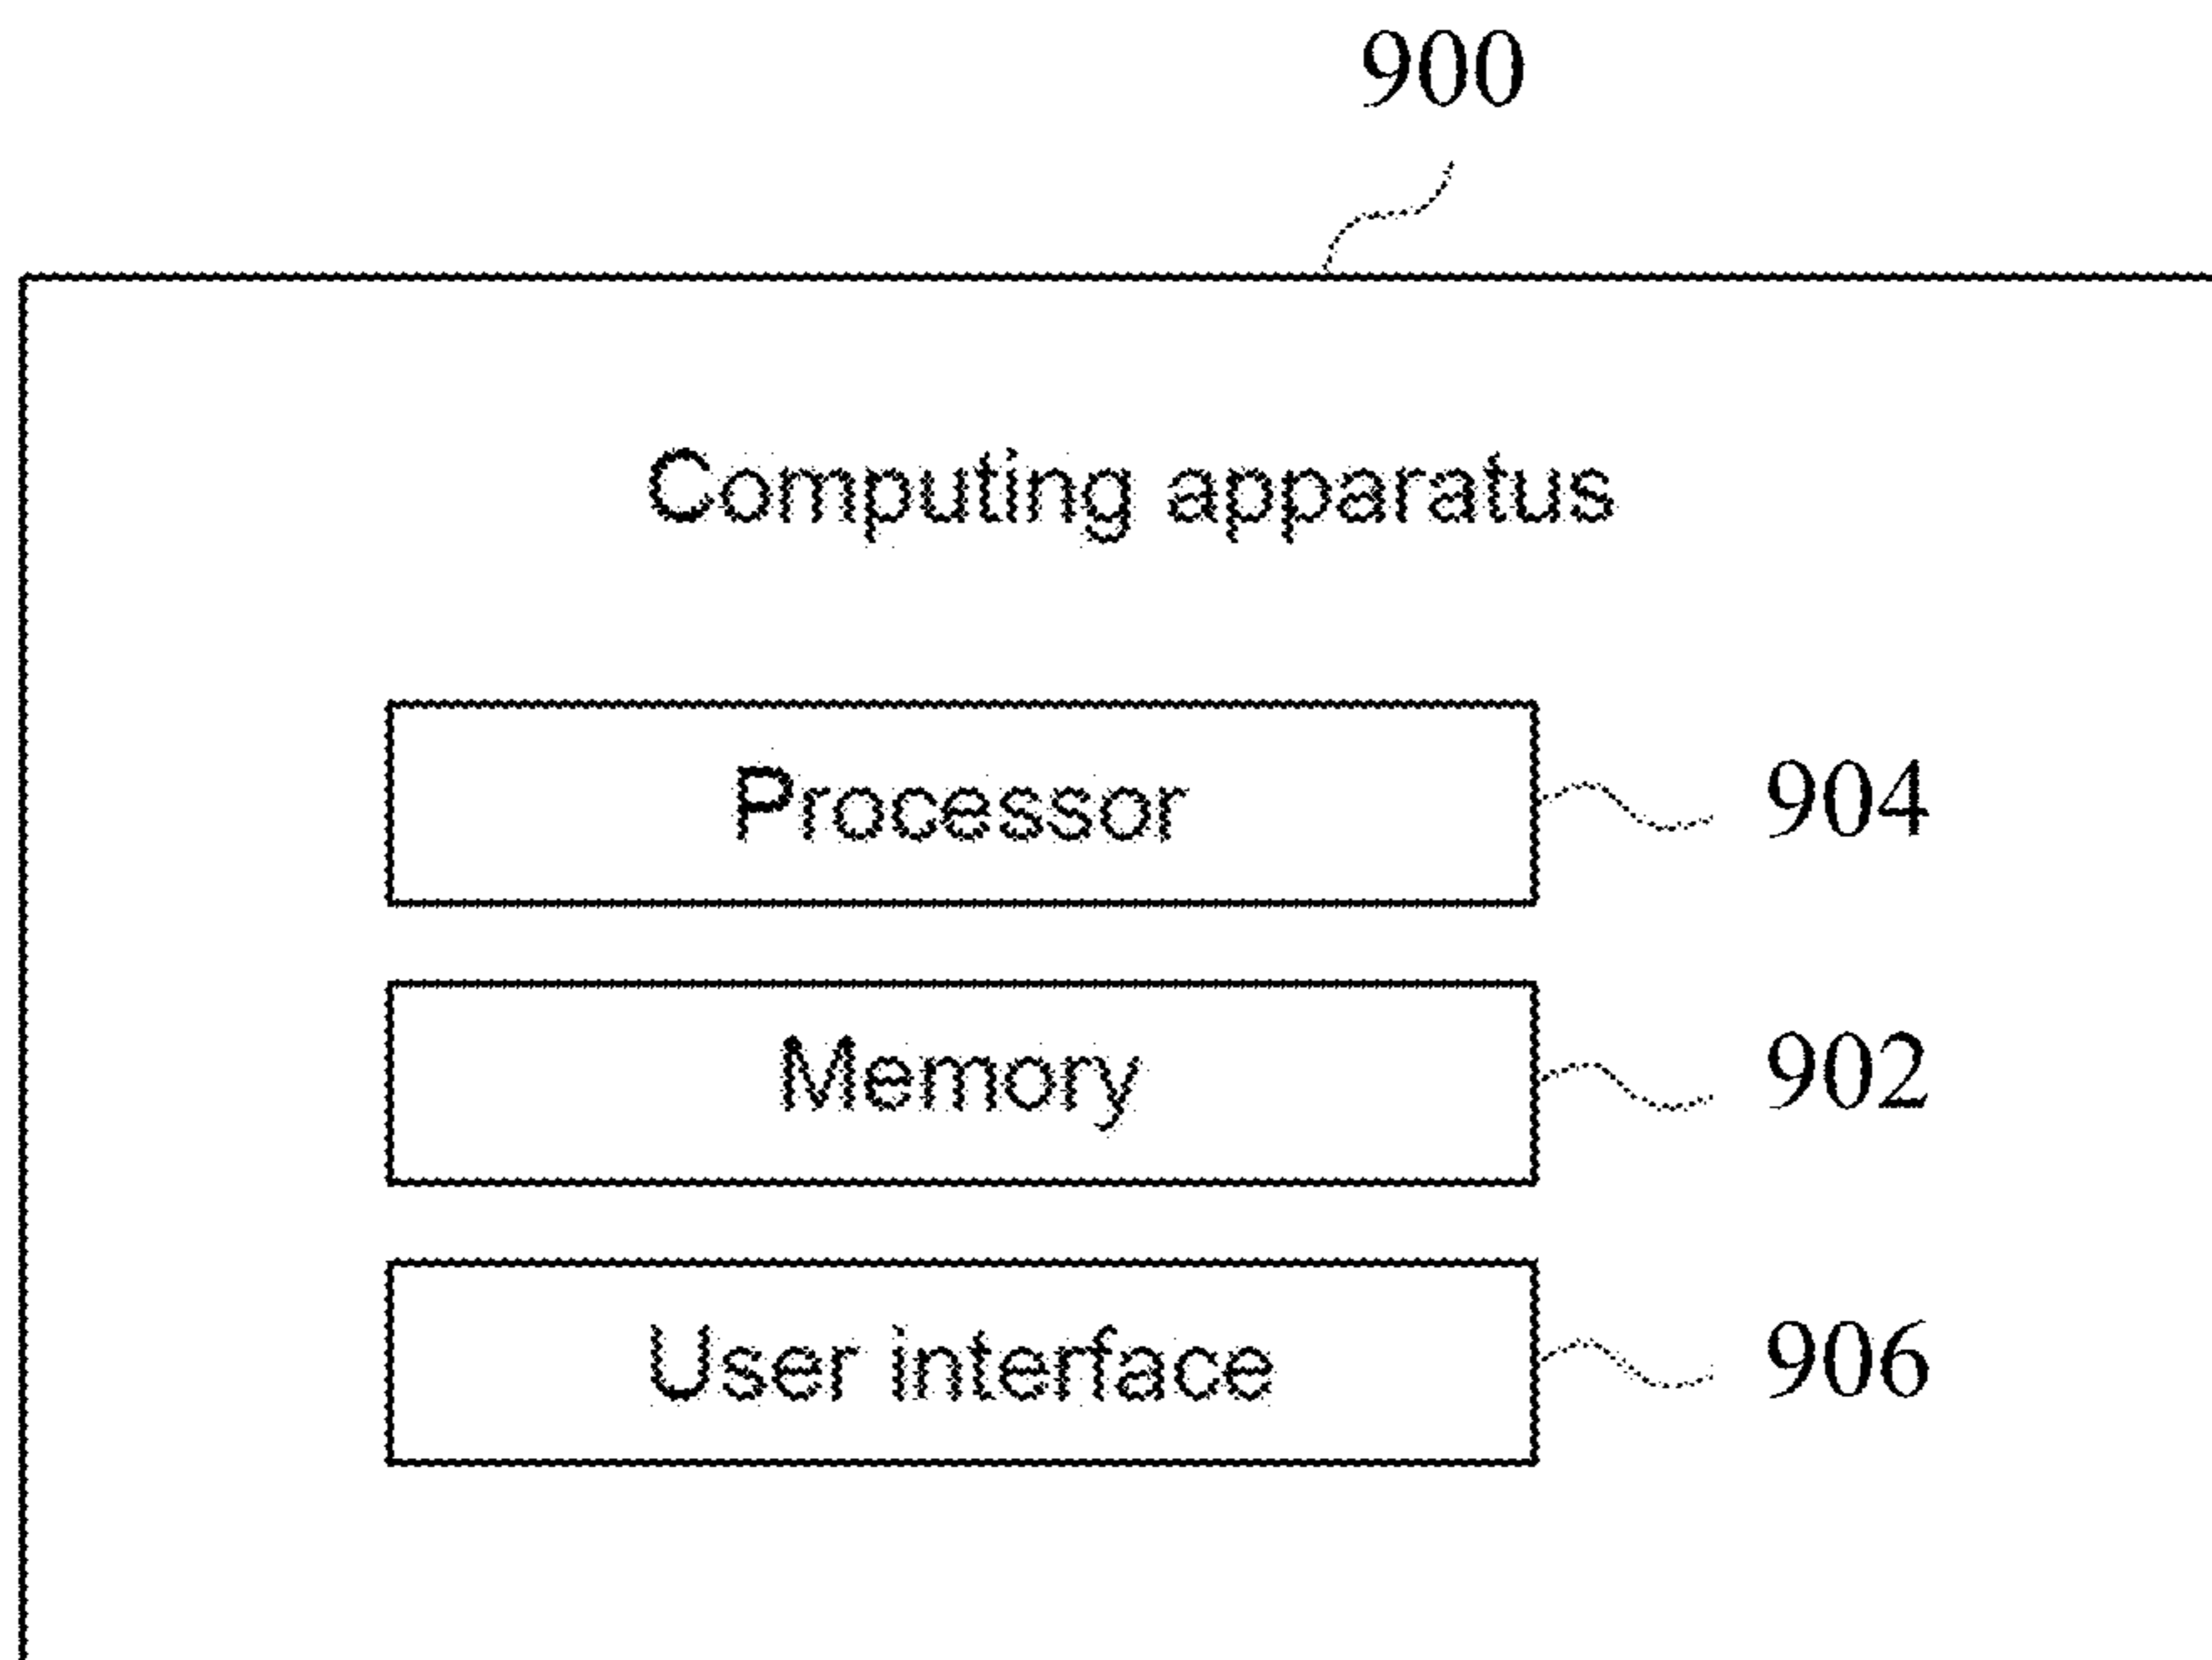 900
Computing apparatus
Processor 904
Memory 902
User interface 906